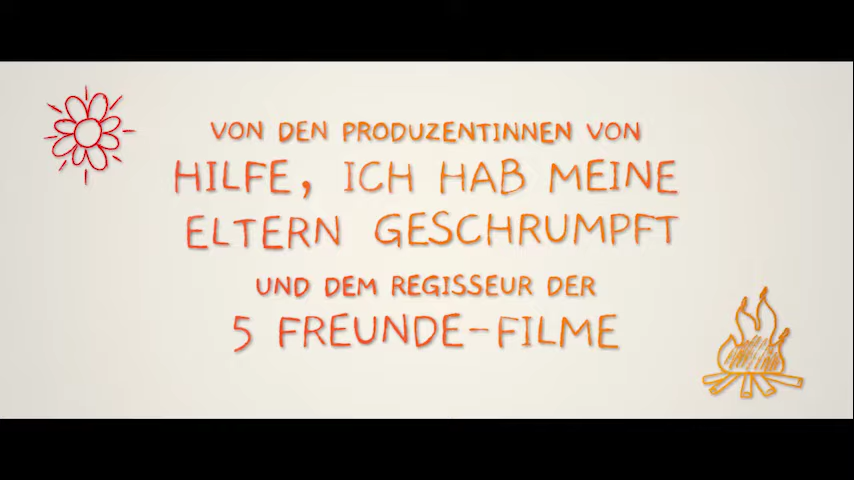 VON DEN PRODUZENTINNEN VON
HILFE, ICH HAB MEINE
ELTERN GESCHRUMPFT
UND DEM REGISSEUR DER
5 FREUNDE-FILME